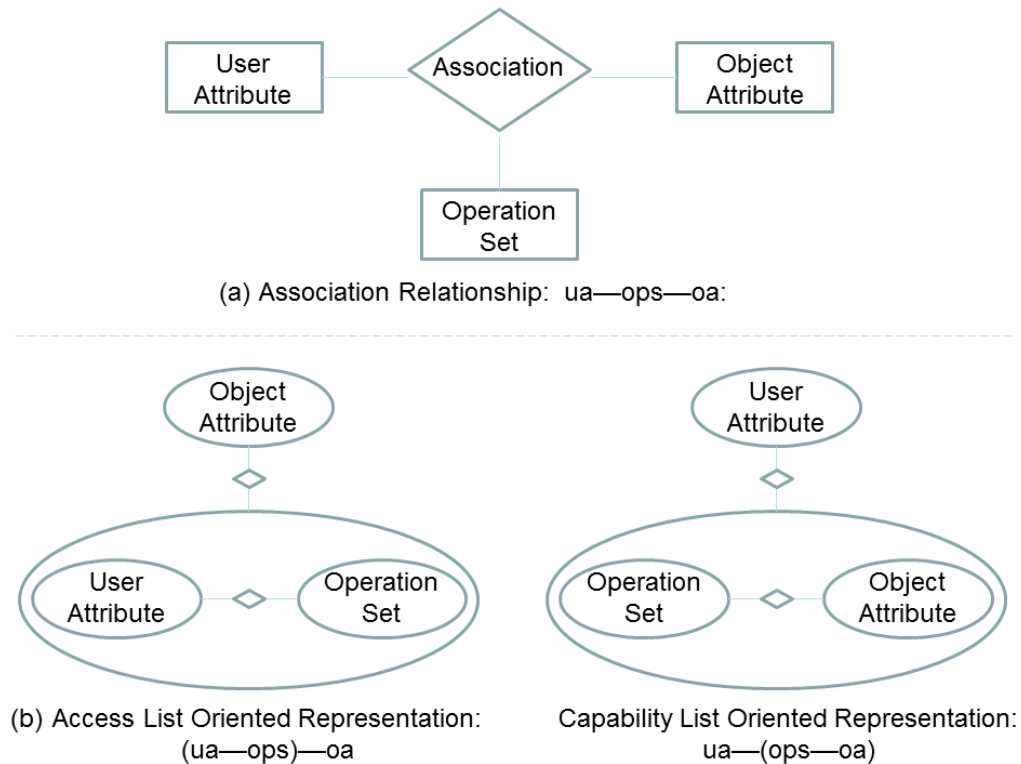 User
Attribute
Association
Object
Attribute
Operation
Set
(a) Association Relationship:  ua—ops—oa:
Object
Attribute
User
Attribute
User
Attribute
Operation
Set
Operation
Set
Object
Attribute
(b) Access List Oriented Representation:
(ua—ops)—oa
Capability List Oriented Representation:
ua—(ops—oa)